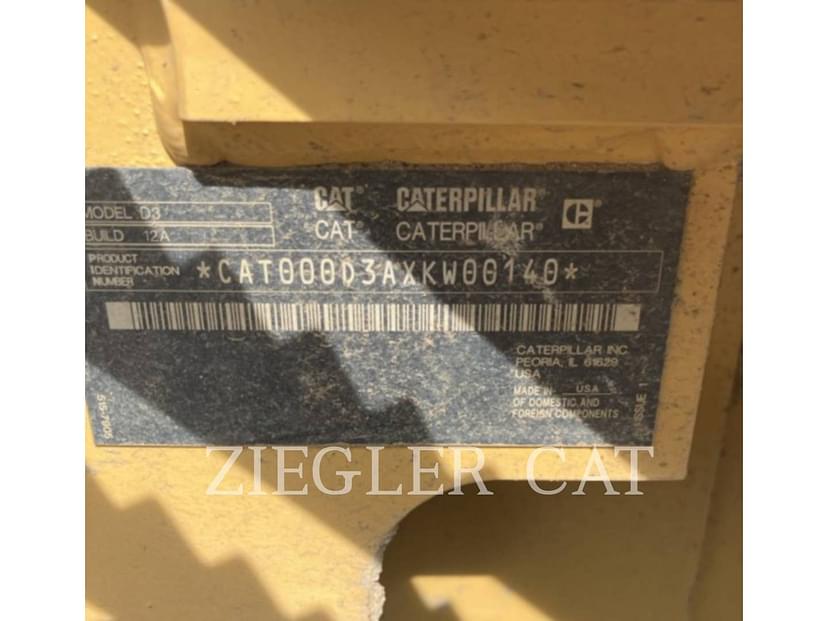 CAT® CATERPILLAR®
CAT® CATERPILLAR®
MODEL D3
BUILD 12A
PRODUCT
IDENTIFICATION
NUMBER
*CAT000D3AXKW00140*
CATERPILLAR INC.
PEORIA, IL 61629
USA
MADE IN USA
OF DOMESTIC AND
FOREIGN COMPONENTS
ISSUE 1
ZIEGLER CAT